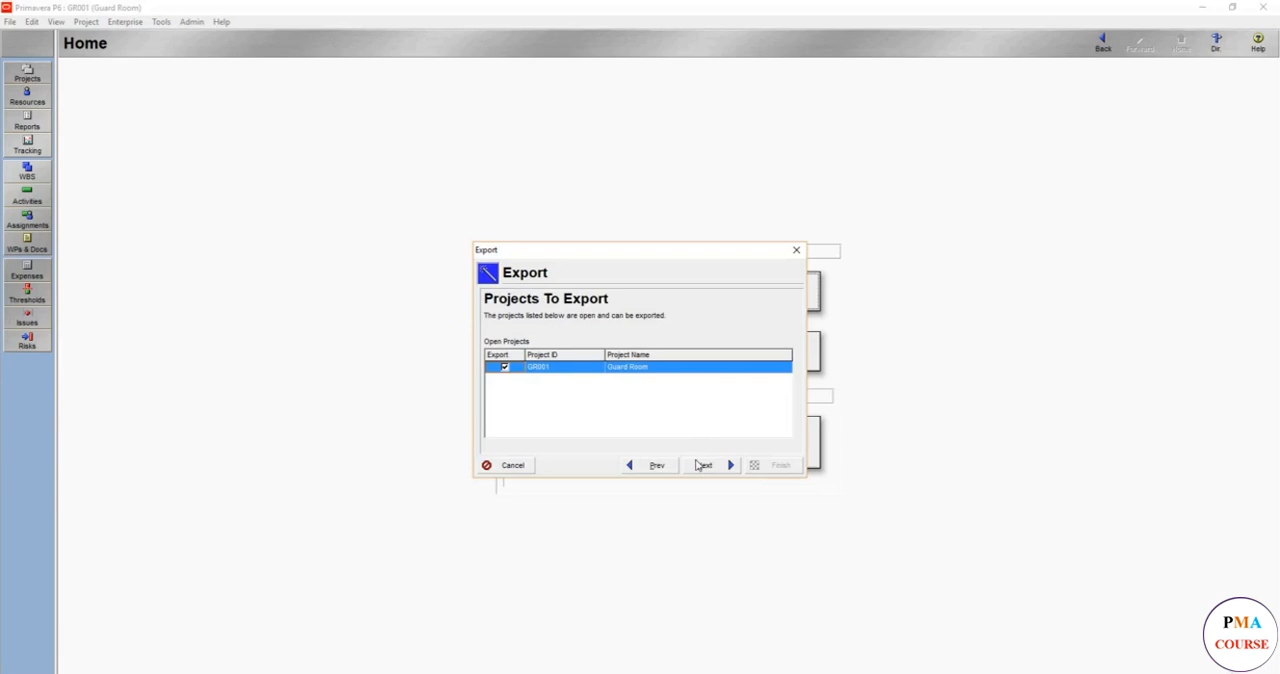 Primavera P6 : GR001 (Guard Room)
File Edit View Project Enterprise Tools Admin Help
Home
Back Forward Home Dir. Help
Projects
Resources
Reports
Tracking
WBS
Activities
Assignments
WPs & Docs
Expenses
Thresholds
Issues
Risks
Export
Export
Projects To Export
The projects listed below are open and can be exported.
Open Projects
Export Project ID Project Name
GR001 Guard Room
Cancel Prev Next Finish
PMA
COURSE